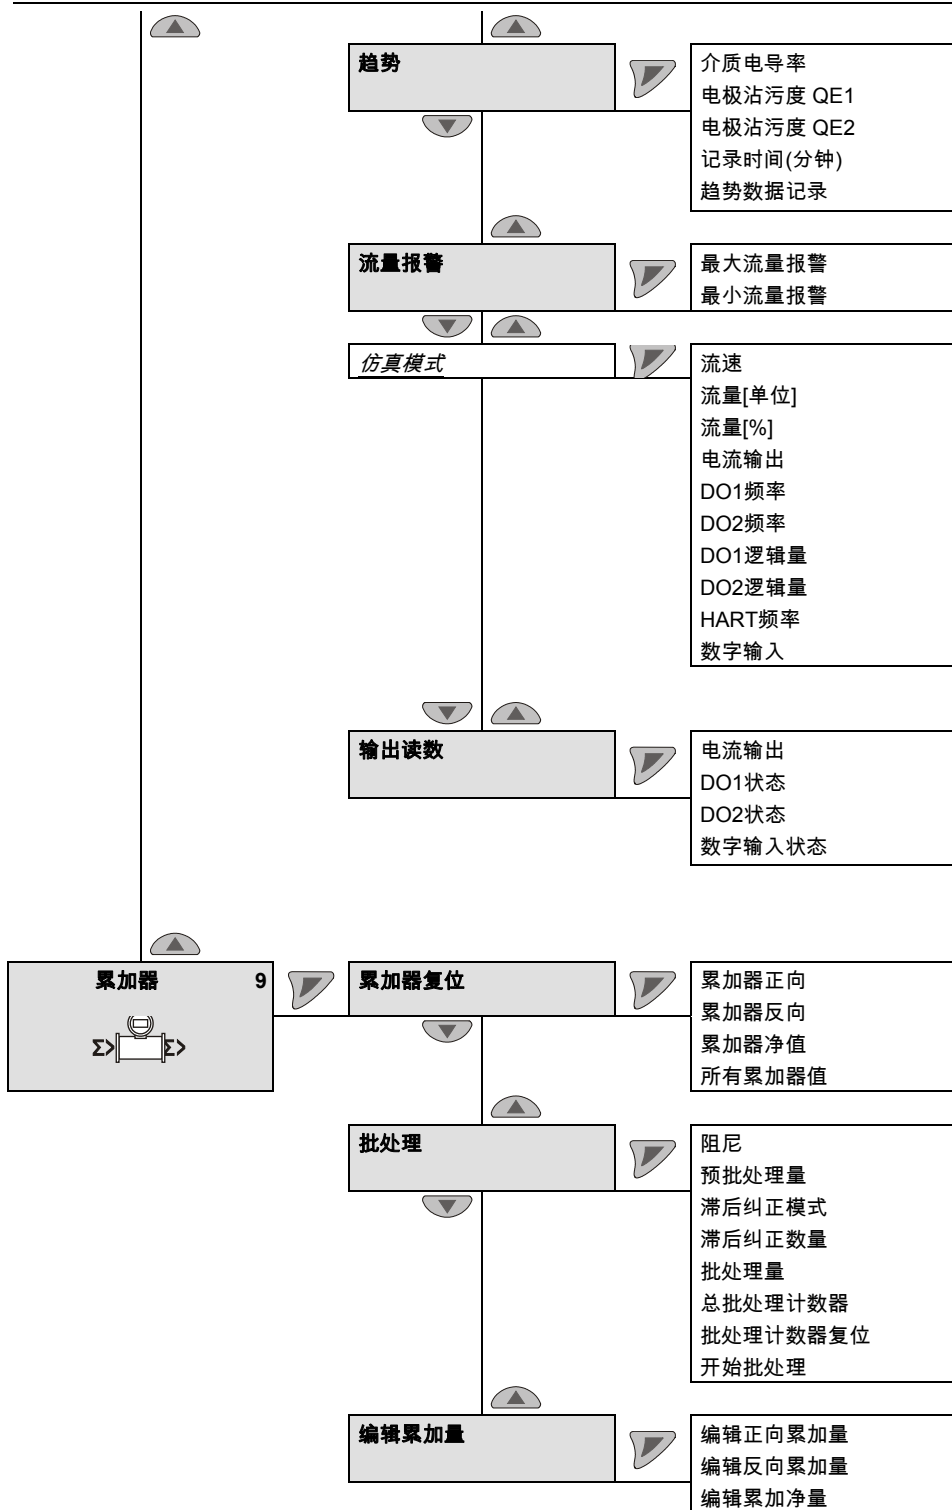 趋势
介质电导率
电极沾污度 QE1
电极沾污度 QE2
记录时间(分钟)
趋势数据记录
流量报警
最大流量报警
最小流量报警
仿真模式
流速
流量[单位]
流量[%]
电流输出
DO1频率
DO2频率
DO1逻辑量
DO2逻辑量
HART频率
数字输入
输出读数
电流输出
DO1状态
DO2状态
数字输入状态
累加器 9
Σ> Σ>
累加器复位
累加器正向
累加器反向
累加器净值
所有累加器值
批处理
阻尼
预批处理量
滞后纠正模式
滞后纠正数量
批处理量
总批处理计数器
批处理计数器复位
开始批处理
编辑累加量
编辑正向累加量
编辑反向累加量
编辑累加净量